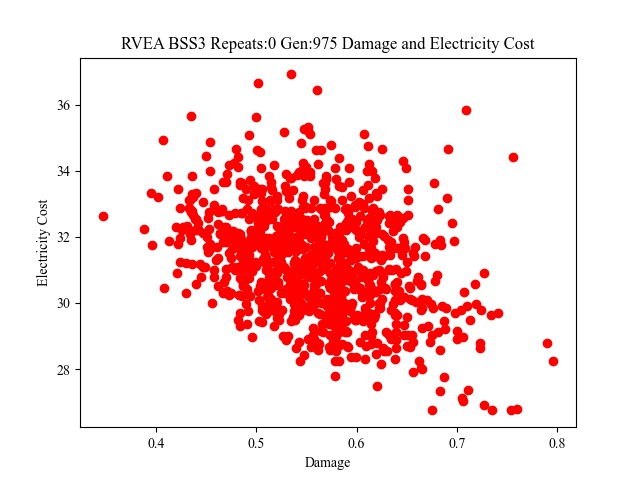 RVEA BSS3 Repeats:0 Gen:975 Damage and Electricity Cost
36
34
32
30
28
Electricity Cost
0.4 0.5 0.6 0.7 0.8
Damage